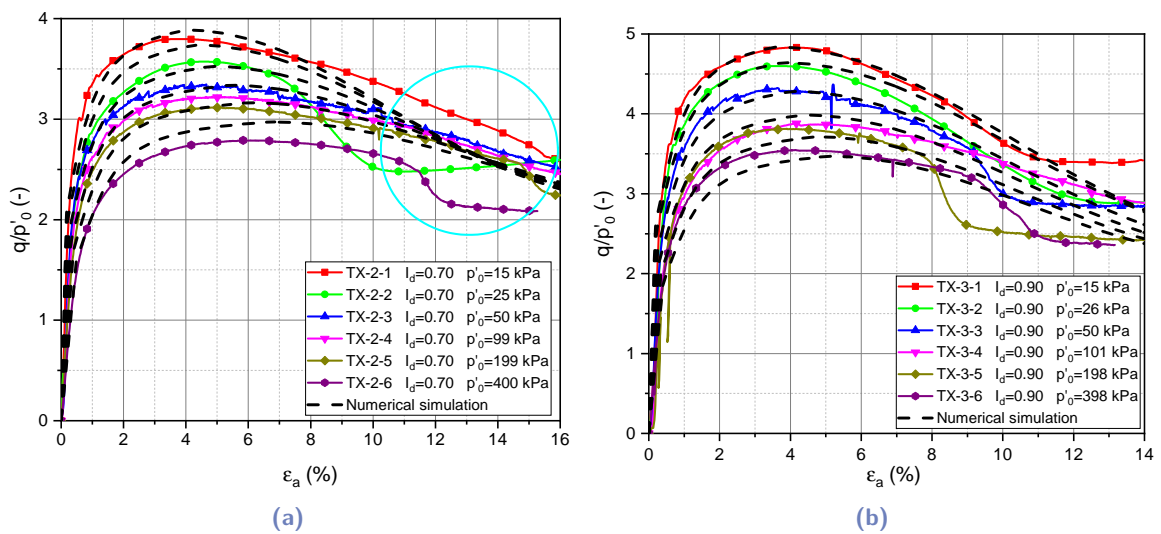 4
3
2
1
0
q/p'0 (-)
TX-2-1 Id=0.70 p'0=15 kPa
TX-2-2 Id=0.70 p'0=25 kPa
TX-2-3 Id=0.70 p'0=50 kPa
TX-2-4 Id=0.70 p'0=99 kPa
TX-2-5 Id=0.70 p'0=199 kPa
TX-2-6 Id=0.70 p'0=400 kPa
Numerical simulation
0 2 4 6 8 10 12 14 16
εa (%)
(a)
5
4
3
2
1
0
q/p'0 (-)
TX-3-1 Id=0.90 p'0=15 kPa
TX-3-2 Id=0.90 p'0=26 kPa
TX-3-3 Id=0.90 p'0=50 kPa
TX-3-4 Id=0.90 p'0=101 kPa
TX-3-5 Id=0.90 p'0=198 kPa
TX-3-6 Id=0.90 p'0=398 kPa
Numerical simulation
0 2 4 6 8 10 12 14
εa (%)
(b)